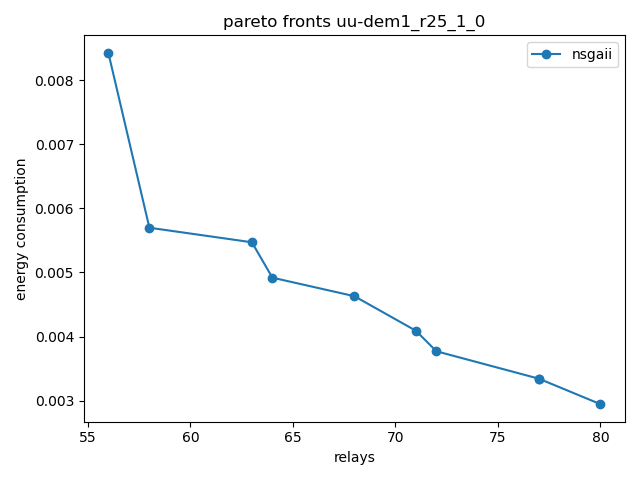 pareto fronts uu-dem1_r25_1_0
nsgaii
energy consumption
0.008
0.007
0.006
0.005
0.004
0.003
55 60 65 70 75 80
relays